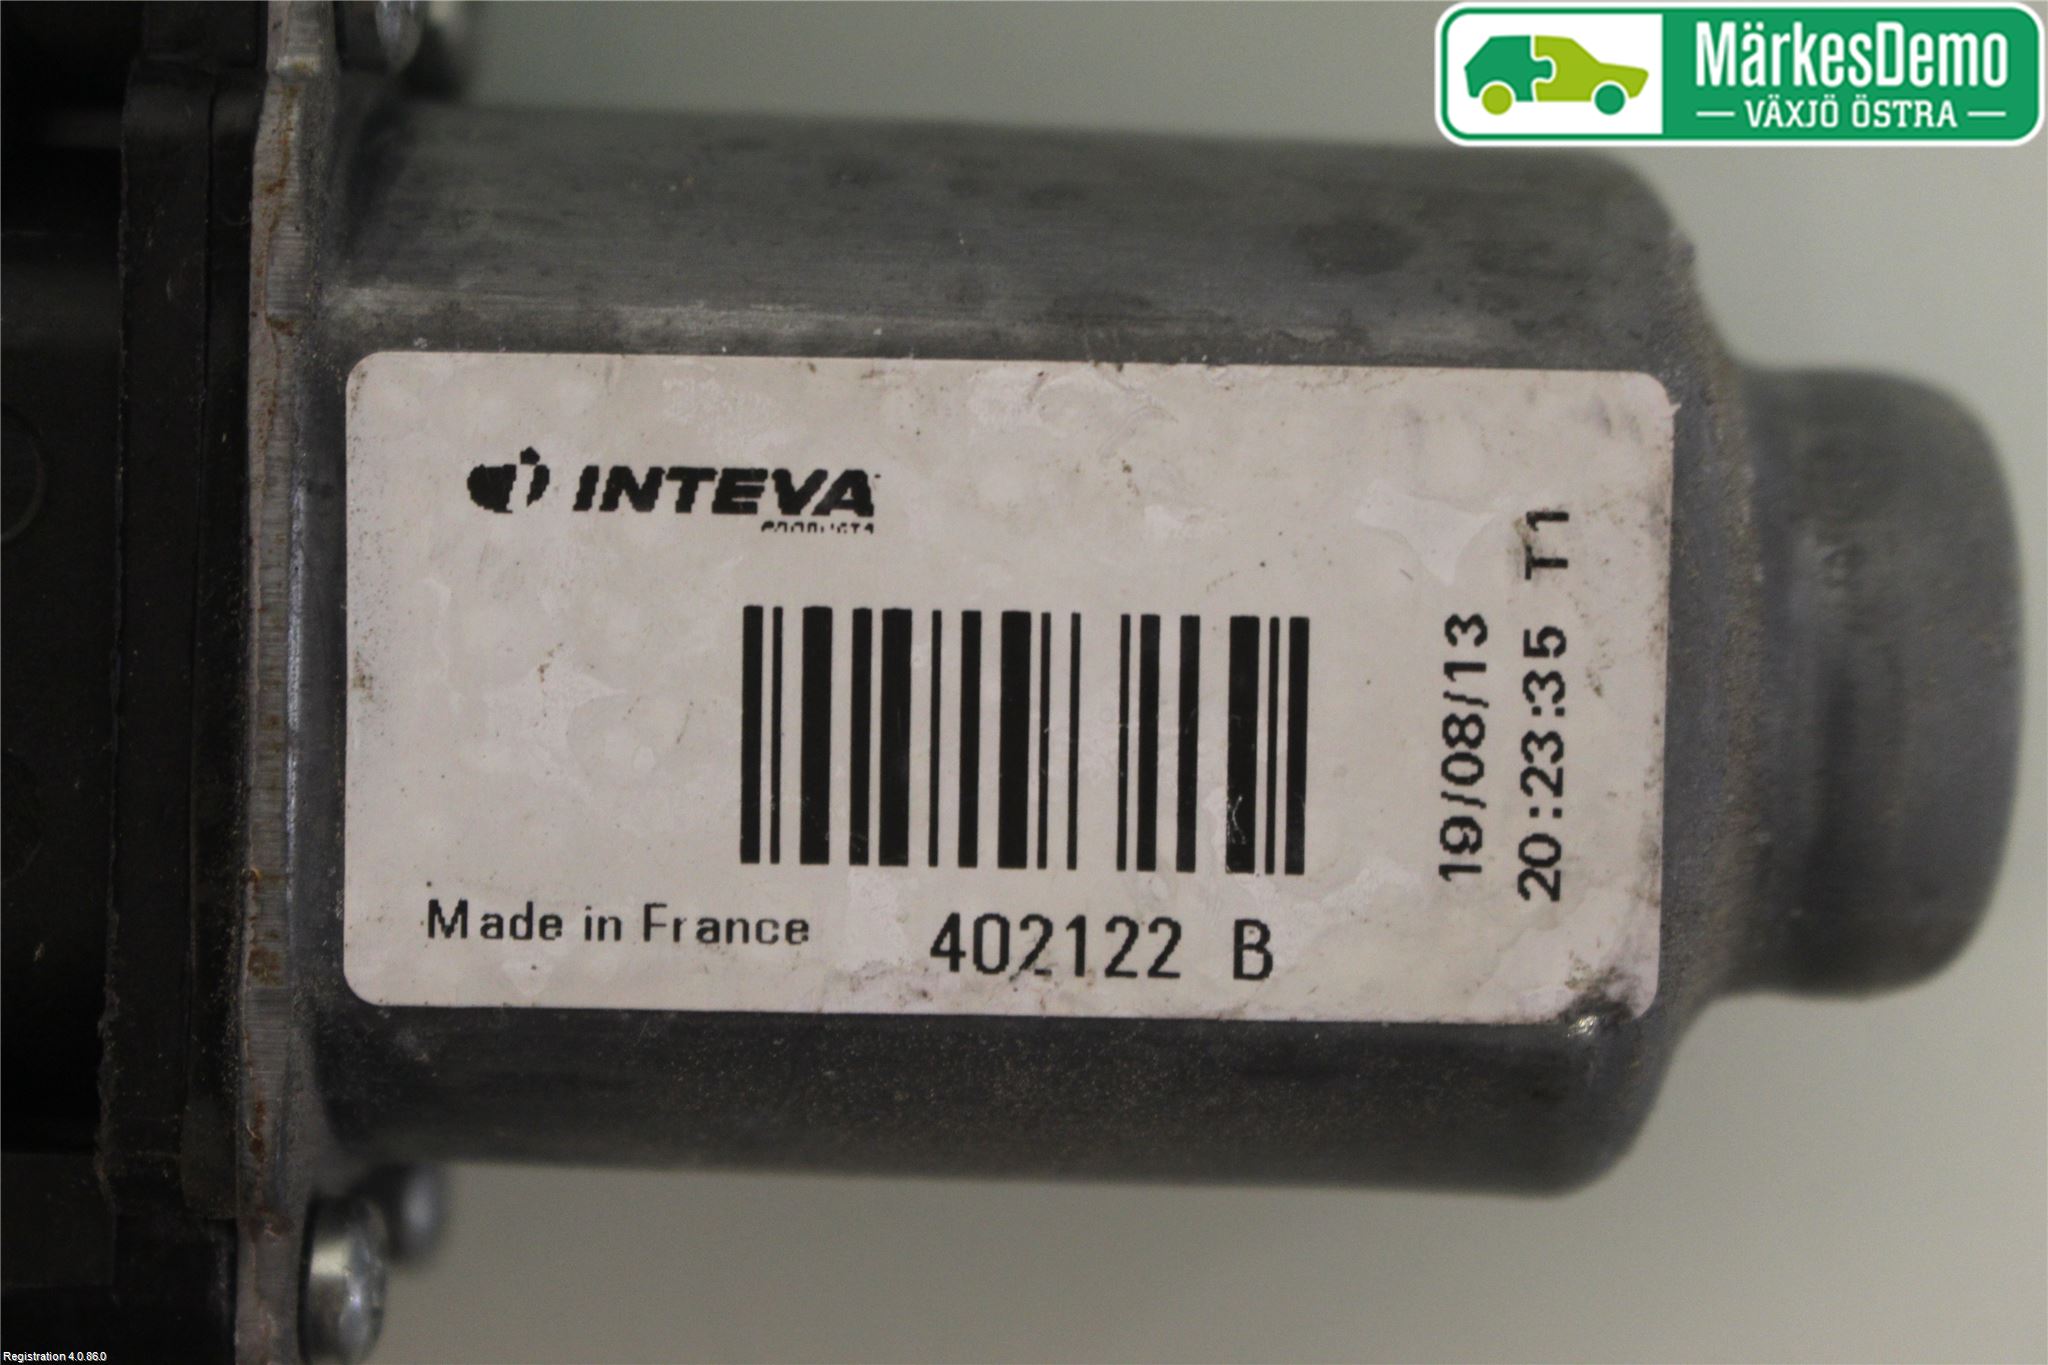 MärkesDemo
VÄXJÖ ÖSTRA
INTEVA
PRODUCTS
19/08/13
20:23:35 T1
Made in France
402122 B
Registration 4.0.86.0